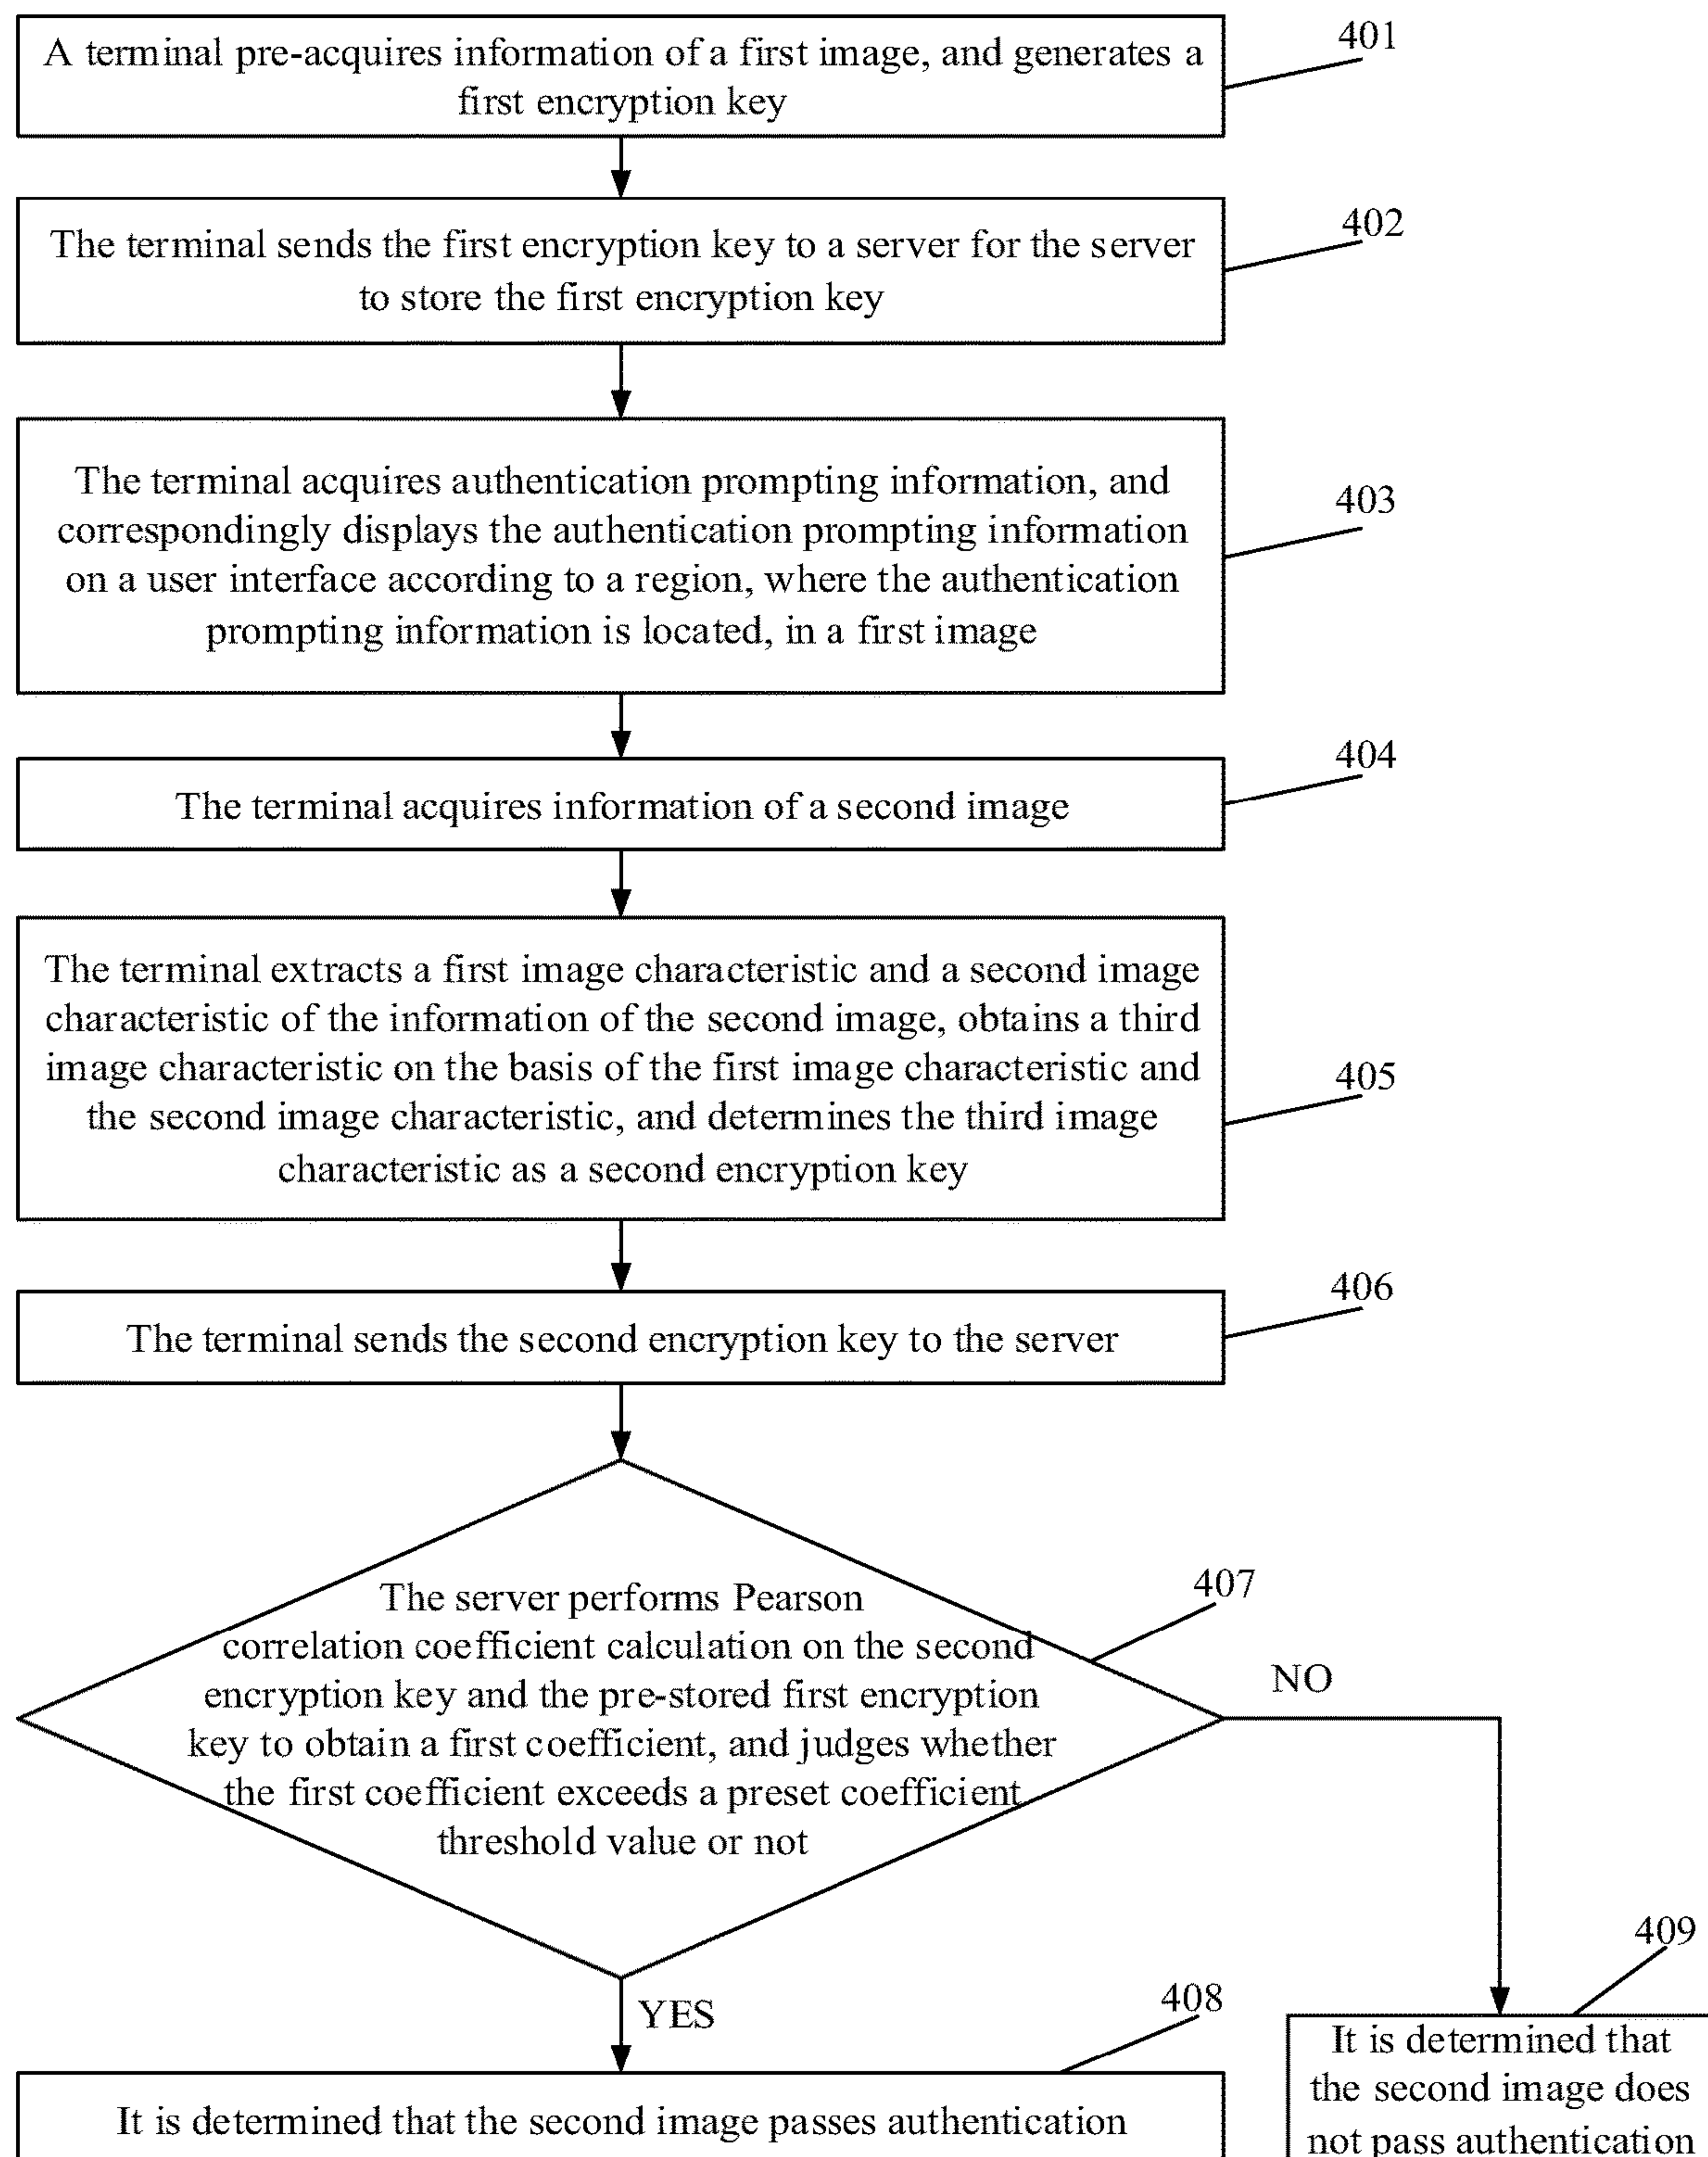 A terminal pre-acquires information of a first image, and generates a
first encryption key
401
The terminal sends the first encryption key to a server for the server
to store the first encryption key
402
The terminal acquires authentication prompting information, and
correspondingly displays the authentication prompting information
on a user interface according to a region, where the authentication
prompting information is located, in a first image
403
The terminal acquires information of a second image
404
The terminal extracts a first image characteristic and a second image
characteristic of the information of the second image, obtains a third
image characteristic on the basis of the first image characteristic and
the second image characteristic, and determines the third image
characteristic as a second encryption key
405
The terminal sends the second encryption key to the server
406
The server performs Pearson
correlation coefficient calculation on the second
encryption key and the pre-stored first encryption
key to obtain a first coefficient, and judges whether
the first coefficient exceeds a preset coefficient
threshold value or not
407
NO
YES
408
It is determined that the second image passes authentication
409
It is determined that
the second image does
not pass authentication